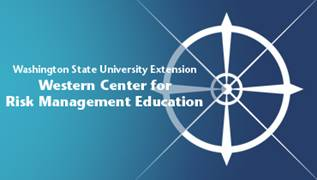 Washington State University Extension
Western Center for
Risk Management Education